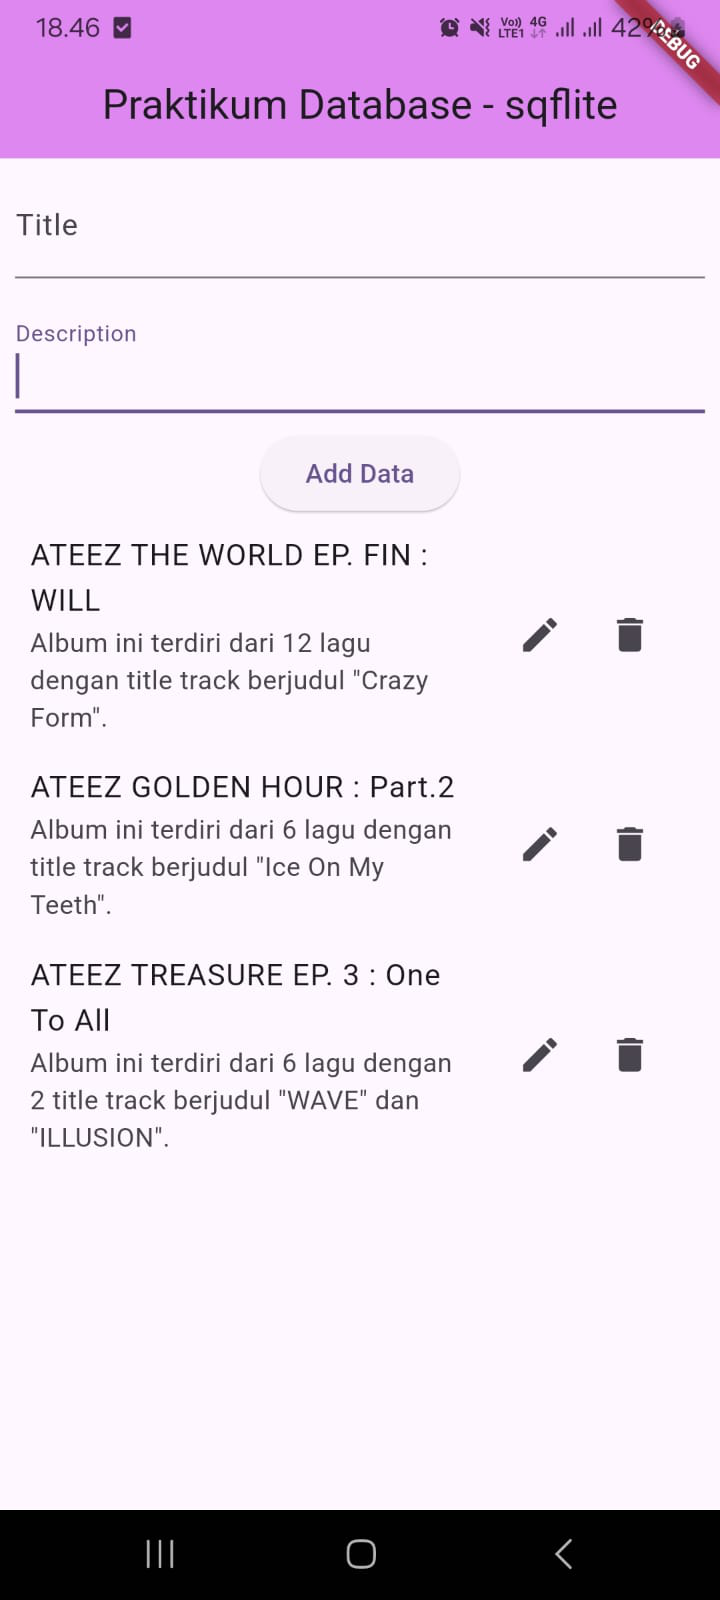 18.46
Vo)) 4G
LTE1
42%
DEBUG
Praktikum Database - sqflite
Title
Description
Add Data
ATEEZ THE WORLD EP. FIN :
WILL
Album ini terdiri dari 12 lagu
dengan title track berjudul "Crazy
Form".
ATEEZ GOLDEN HOUR : Part.2
Album ini terdiri dari 6 lagu dengan
title track berjudul "Ice On My
Teeth".
ATEEZ TREASURE EP. 3 : One
To All
Album ini terdiri dari 6 lagu dengan
2 title track berjudul "WAVE" dan
"ILLUSION".